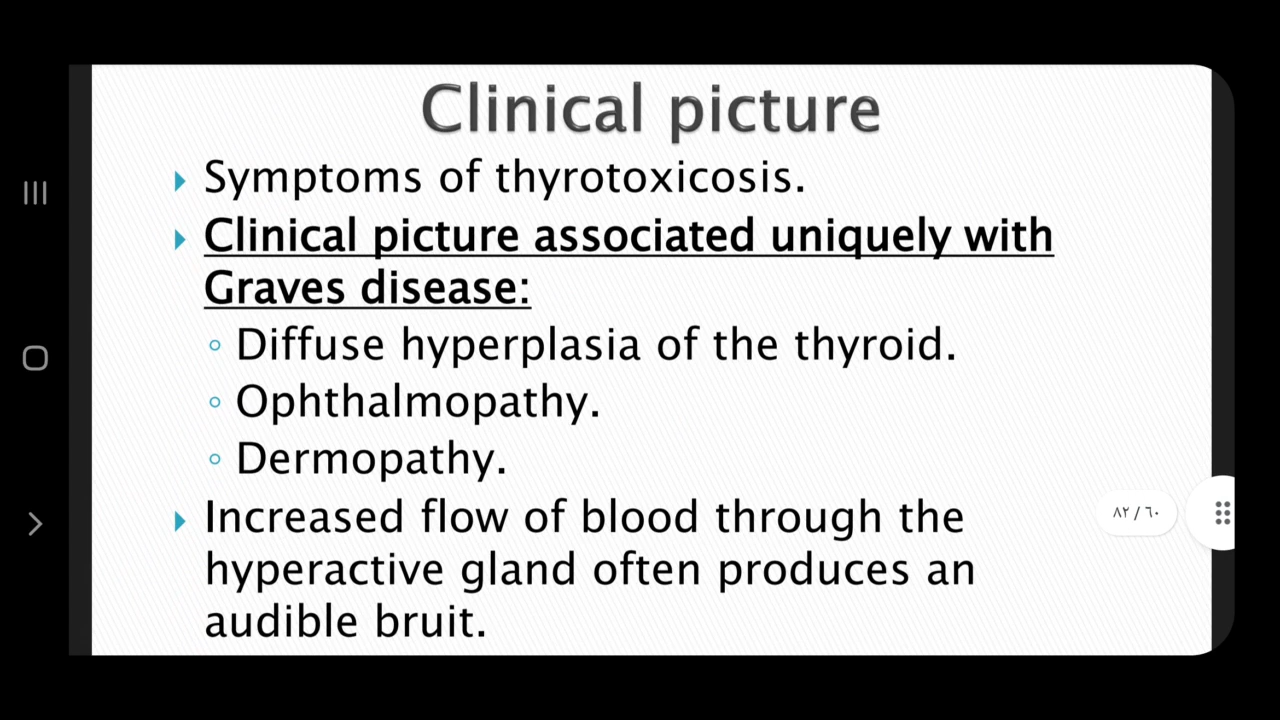 Clinical picture
Symptoms of thyrotoxicosis.
Clinical picture associated uniquely with
Graves disease:
Diffuse hyperplasia of the thyroid.
Ophthalmopathy.
Dermopathy.
Increased flow of blood through the
hyperactive gland often produces an
audible bruit.
٨٢ / ٦٠